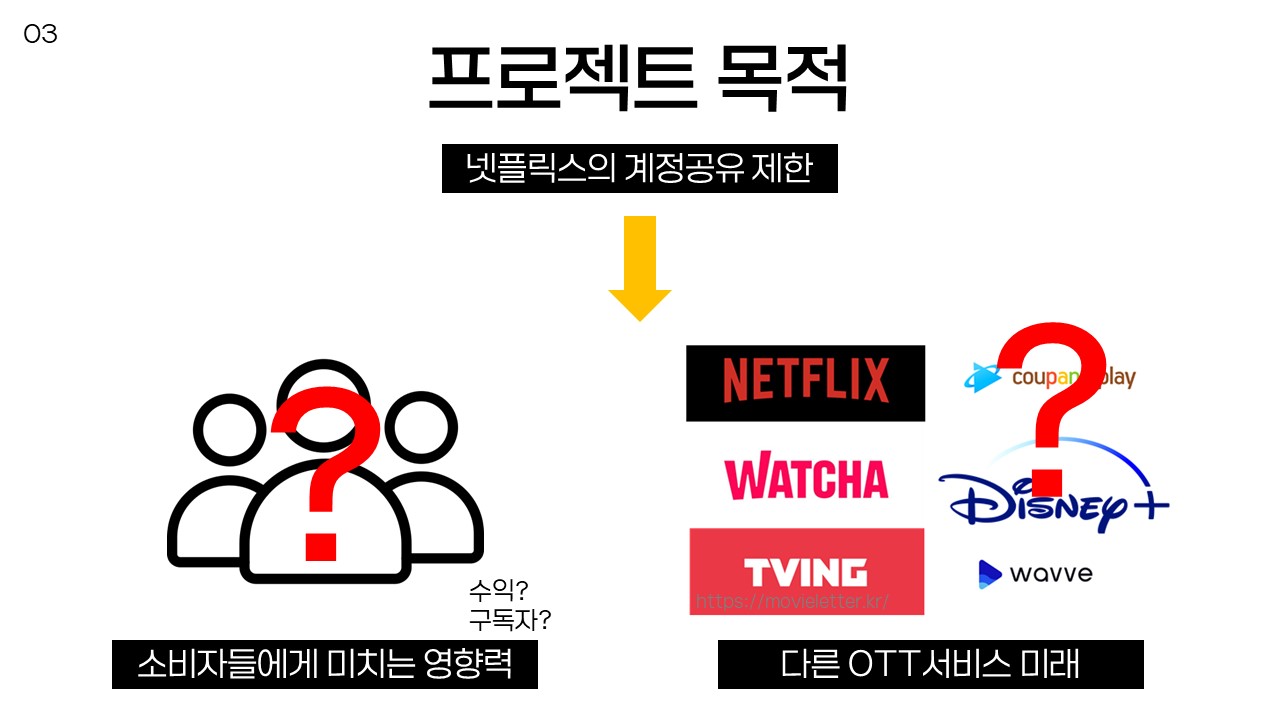 03
프로젝트 목적
넷플릭스의 계정공유 제한
?
?
NETFLIX
coupang play
WATCHA
Disney+
TVING
https://movieletter.kr/
wavve
수익?
구독자?
소비자들에게 미치는 영향력
다른 OTT서비스 미래